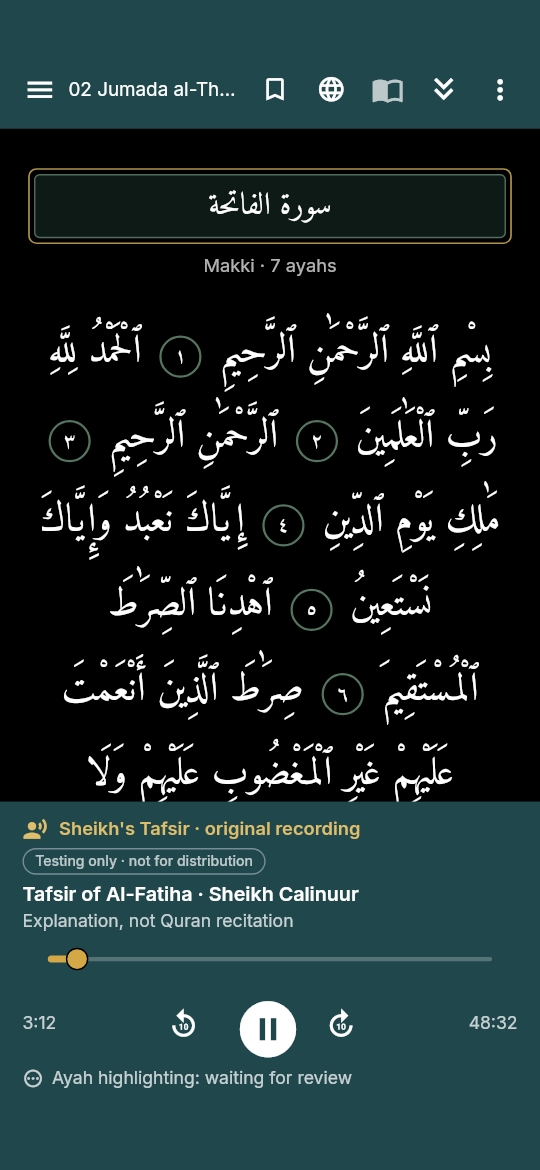 02 Jumada al-Th...
سورة الفاتحة
Makki · 7 ayahs
بِسْمِ ٱللَّهِ ٱلرَّحْمَٰنِ ٱلرَّحِيمِ ١ ٱلْحَمْدُ لِلَّهِ
رَبِّ ٱلْعَٰلَمِينَ ٢ ٱلرَّحْمَٰنِ ٱلرَّحِيمِ ٣
مَٰلِكِ يَوْمِ ٱلدِّينِ ٤ إِيَّاكَ نَعْبُدُ وَإِيَّاكَ
نَسْتَعِينُ ٥ ٱهْدِنَا ٱلصِّرَٰطَ
ٱلْمُسْتَقِيمَ ٦ صِرَٰطَ ٱلَّذِينَ أَنْعَمْتَ
عَلَيْهِمْ غَيْرِ ٱلْمَغْضُوبِ عَلَيْهِمْ وَلَا
Sheikh's Tafsir · original recording
Testing only · not for distribution
Tafsir of Al-Fatiha · Sheikh Calinuur
Explanation, not Quran recitation
3:12 10 10 48:32
Ayah highlighting: waiting for review